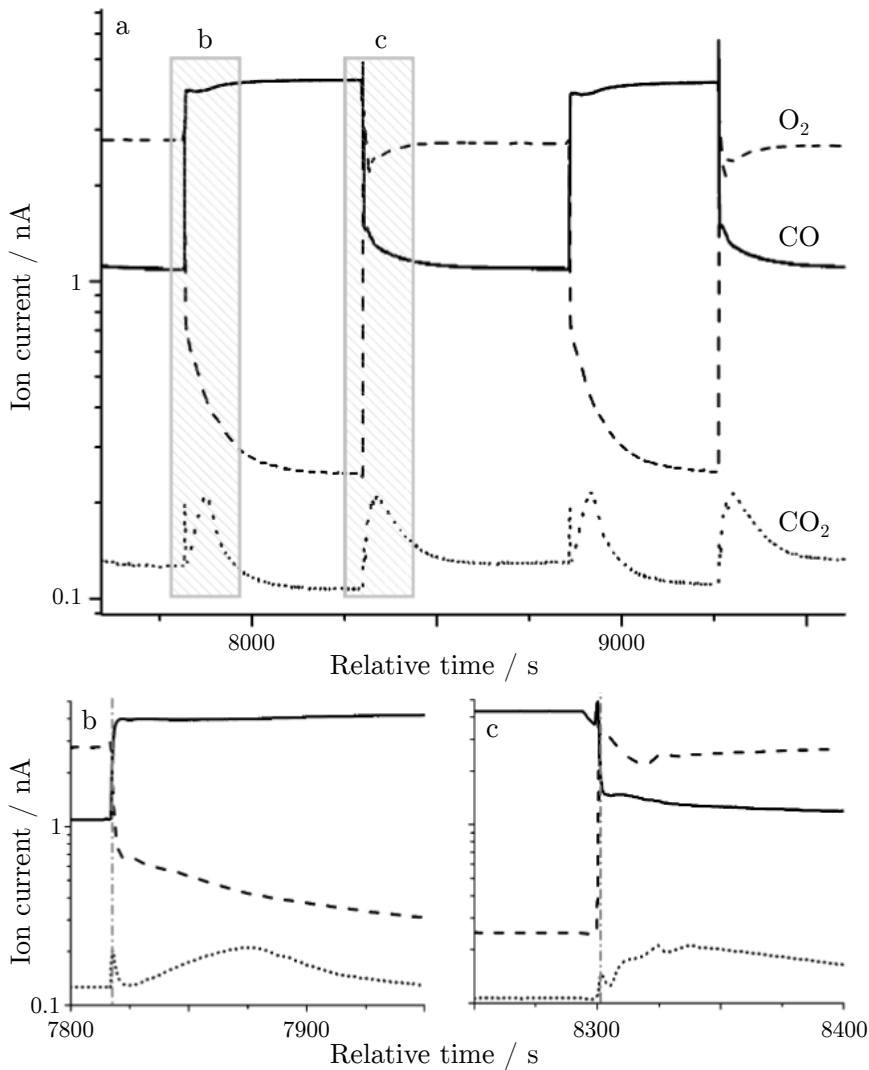 a
b
c
O₂
CO
CO₂
Ion current / nA
1
0.1
8000
9000
Relative time / s
b
c
Ion current / nA
1
0.1
7800
7900
8300
8400
Relative time / s